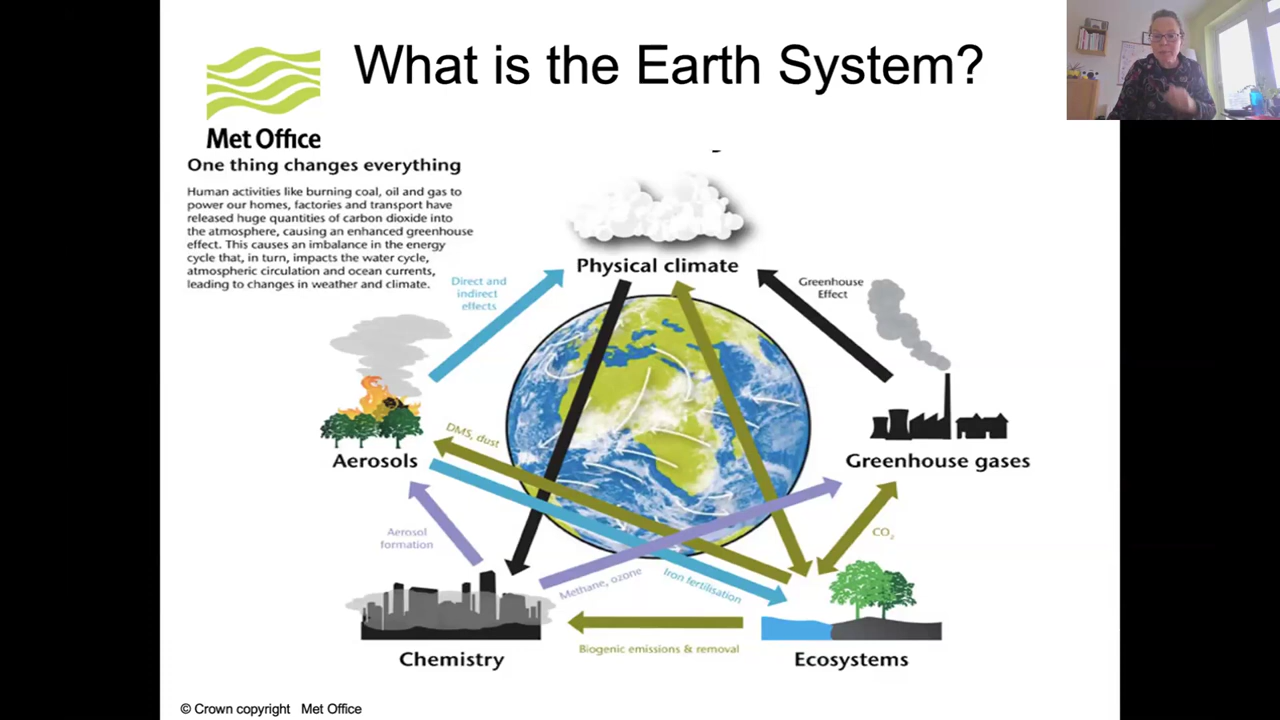 What is the Earth System?
Met Office
One thing changes everything
Human activities like burning coal, oil and gas to
power our homes, factories and transport have
released huge quantities of carbon dioxide into
the atmosphere, causing an enhanced greenhouse
effect. This causes an imbalance in the energy
cycle that, in turn, impacts the water cycle,
atmospheric circulation and ocean currents,
leading to changes in weather and climate.
Physical climate
Direct and
indirect
effects
Greenhouse
Effect
DMS, dust
Aerosols
Greenhouse gases
Aerosol
formation
CO₂
Methane, ozone
Iron fertilisation
Biogenic emissions & removal
Chemistry
Ecosystems
© Crown copyright Met Office